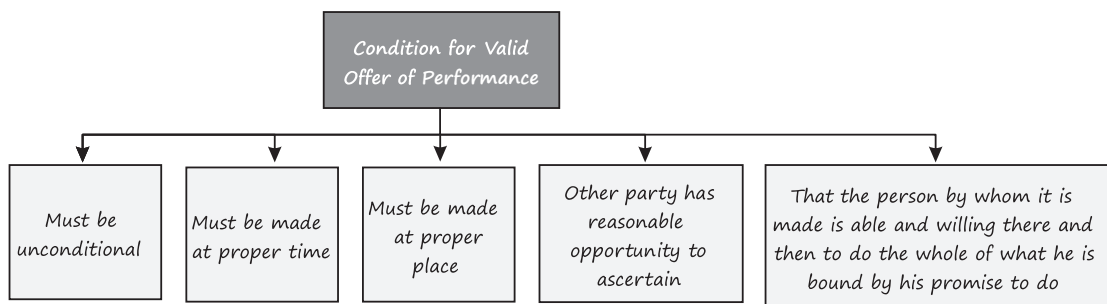 Condition for Valid
Offer of Performance
Must be
unconditional
Must be made
at proper time
Must be made
at proper
place
Other party has
reasonable
opportunity to
ascertain
That the person by whom it is
made is able and willing there and
then to do the whole of what he is
bound by his promise to do